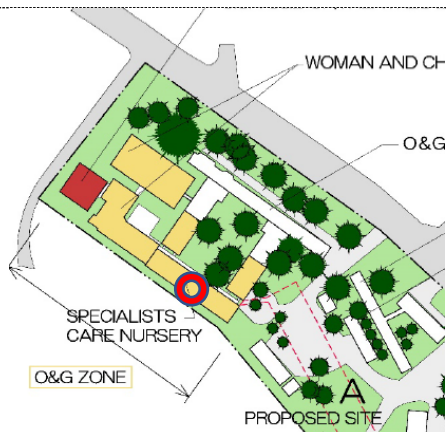 WOMAN AND CH
O&G
SPECIALISTS
CARE NURSERY
O&G ZONE
A
PROPOSED SITE